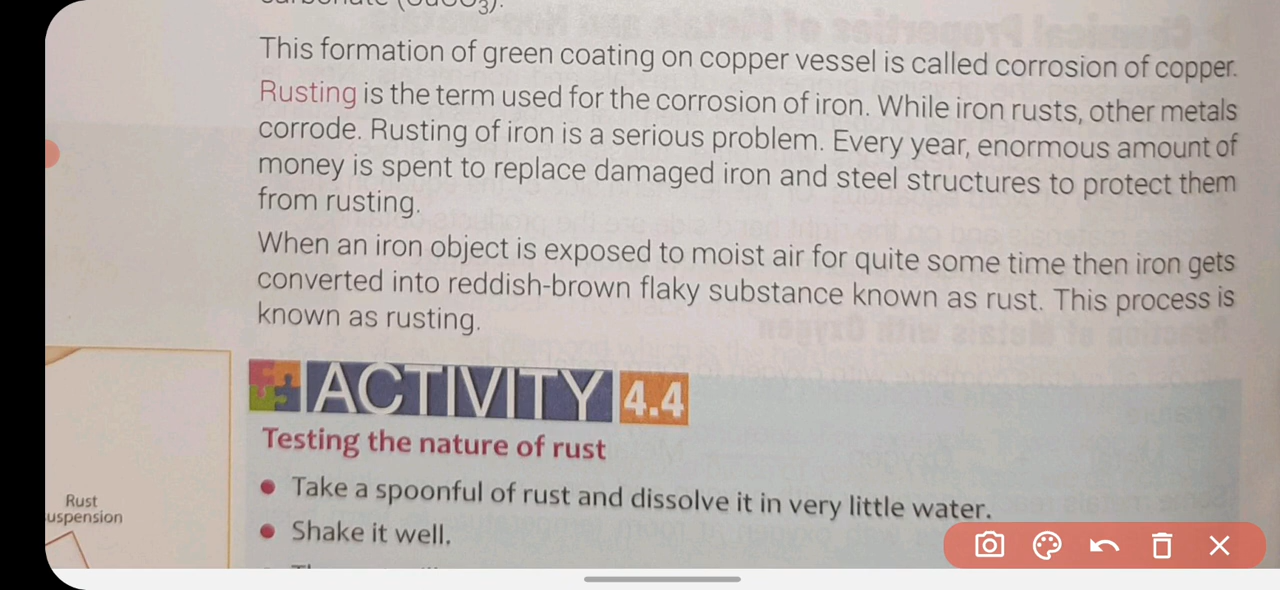 This formation of green coating on copper vessel is called corrosion of copper.
Rusting is the term used for the corrosion of iron. While iron rusts, other metals
corrode. Rusting of iron is a serious problem. Every year, enormous amount of
money is spent to replace damaged iron and steel structures to protect them
from rusting.
When an iron object is exposed to moist air for quite some time then iron gets
converted into reddish-brown flaky substance known as rust. This process is
known as rusting.
ACTIVITY 4.4
Testing the nature of rust
• Take a spoonful of rust and dissolve it in very little water.
• Shake it well.
Rust
uspension